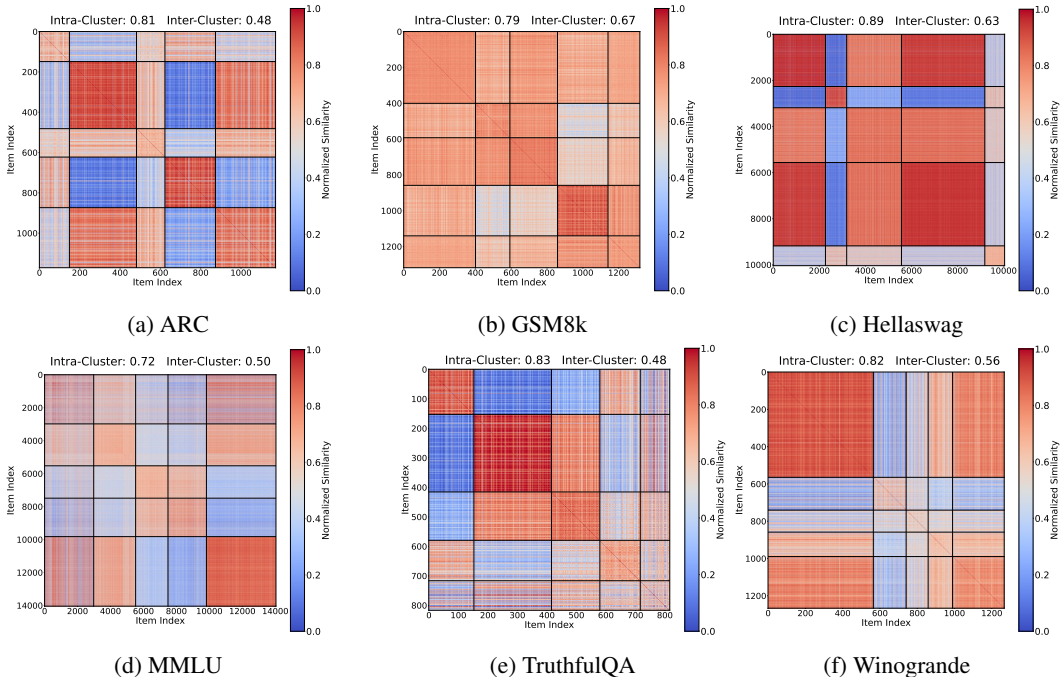 Intra-Cluster: 0.81 Inter-Cluster: 0.48
0
200
400
600
800
1000
Item Index
0 200 400 600 800 1000
Item Index
1.0
0.8
0.6
0.4
0.2
0.0
Normalized Similarity
(a) ARC
Intra-Cluster: 0.79 Inter-Cluster: 0.67
0
200
400
600
800
1000
1200
Item Index
0 200 400 600 800 1000 1200
Item Index
1.0
0.8
0.6
0.4
0.2
0.0
Normalized Similarity
(b) GSM8k
Intra-Cluster: 0.89 Inter-Cluster: 0.63
0
2000
4000
6000
8000
10000
Item Index
0 2000 4000 6000 8000 10000
Item Index
1.0
0.8
0.6
0.4
0.2
0.0
Normalized Similarity
(c) Hellaswag
Intra-Cluster: 0.72 Inter-Cluster: 0.50
0
2000
4000
6000
8000
10000
12000
14000
Item Index
0 2000 4000 6000 8000 10000 12000 14000
Item Index
1.0
0.8
0.6
0.4
0.2
0.0
Normalized Similarity
(d) MMLU
Intra-Cluster: 0.83 Inter-Cluster: 0.48
0
100
200
300
400
500
600
700
800
Item Index
0 100 200 300 400 500 600 700 800
Item Index
1.0
0.8
0.6
0.4
0.2
0.0
Normalized Similarity
(e) TruthfulQA
Intra-Cluster: 0.82 Inter-Cluster: 0.56
0
200
400
600
800
1000
1200
Item Index
0 200 400 600 800 1000 1200
Item Index
1.0
0.8
0.6
0.4
0.2
0.0
Normalized Similarity
(f) Winogrande